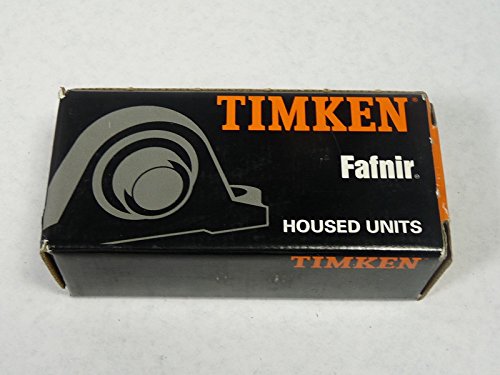 TIMKEN®
Fafnir®
HOUSED UNITS
TIMKEN